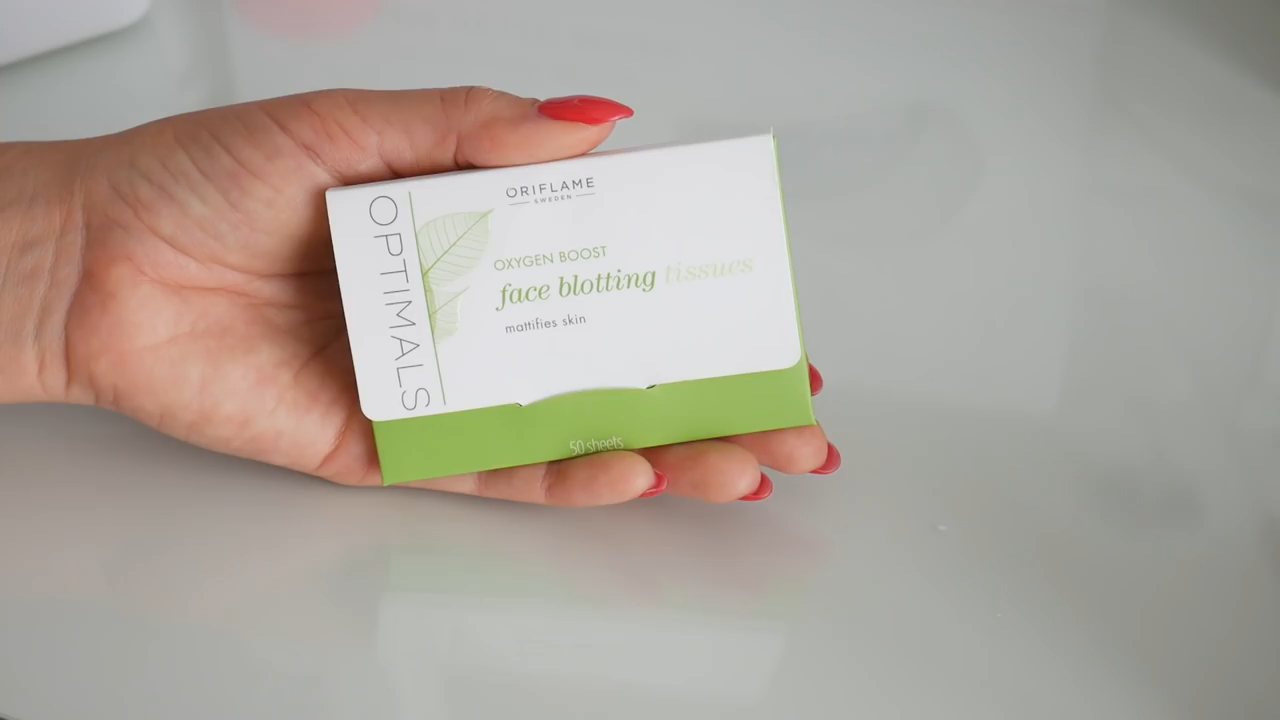 OPTIMALS
ORIFLAME
SWEDEN
OXYGEN BOOST
face blotting tissues
mattifies skin
50 sheets